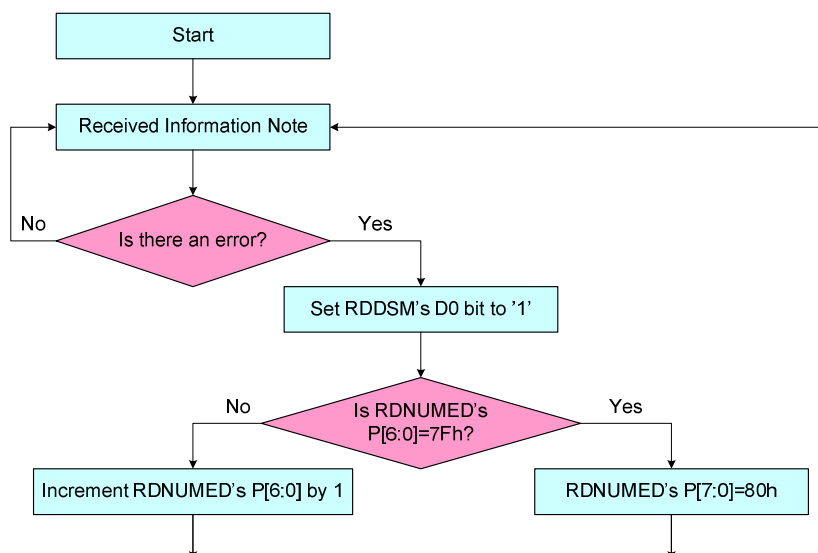 Start
Received Information Note
No
Is there an error?
Yes
Set RDDSM's D0 bit to '1'
No
Is RDNUMED's
P[6:0]=7Fh?
Yes
Increment RDNUMED's P[6:0] by 1
RDNUMED's P[7:0]=80h